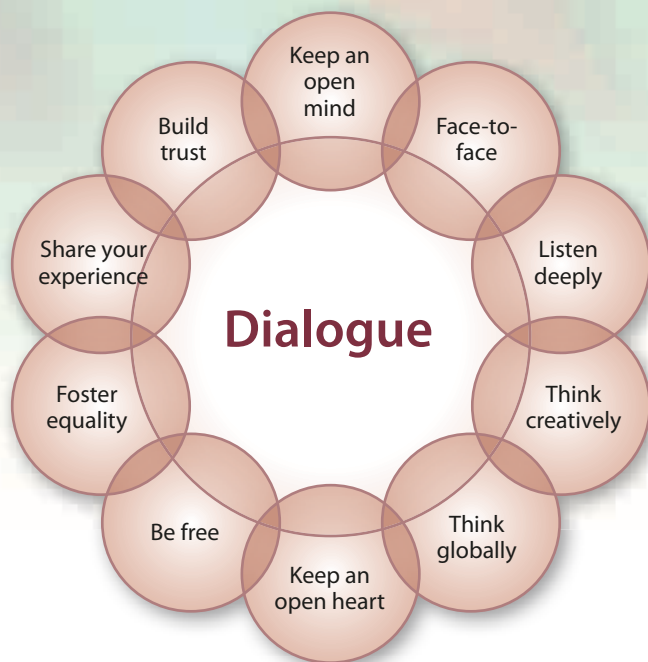 Keep an
open
mind
Face-to-
face
Listen
deeply
Think
creatively
Think
globally
Keep an
open heart
Be free
Foster
equality
Share your
experience
Build
trust
Dialogue